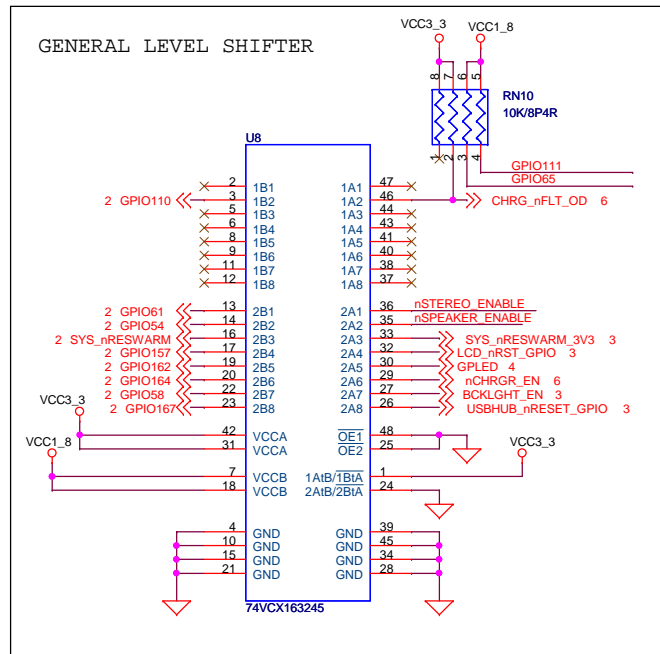 GENERAL LEVEL SHIFTER
VCC3_3 VCC1_8
8 7 6 5
RN10
10K/8P4R
1 2 3 4
GPIO111
GPIO65
U8
2 1B1 1A1 47
2 GPIO110 3 1B2 1A2 46 CHRG_nFLT_OD 6
5 1B3 1A3 44
6 1B4 1A4 43
8 1B5 1A5 41
9 1B6 1A6 40
11 1B7 1A7 38
12 1B8 1A8 37
2 GPIO61 13 2B1 2A1 36 nSTEREO_ENABLE
2 GPIO54 14 2B2 2A2 35 nSPEAKER_ENABLE
2 SYS_nRESWARM 16 2B3 2A3 33 SYS_nRESWARM_3V3 3
2 GPIO157 17 2B4 2A4 32 LCD_nRST_GPIO 3
2 GPIO162 19 2B5 2A5 30 GPLED 4
2 GPIO164 20 2B6 2A6 29 nCHRGR_EN 6
2 GPIO58 22 2B7 2A7 27 BCKLGHT_EN 3
2 GPIO167 23 2B8 2A8 26 USBHUB_nRESET_GPIO 3
VCC3_3
42 VCCA OE1 48
31 VCCA OE2 25
VCC1_8 VCC3_3
7 VCCB 1AtB/1BtA 1
18 VCCB 2AtB/2BtA 24
4 GND GND 39
10 GND GND 45
15 GND GND 34
21 GND GND 28
74VCX163245